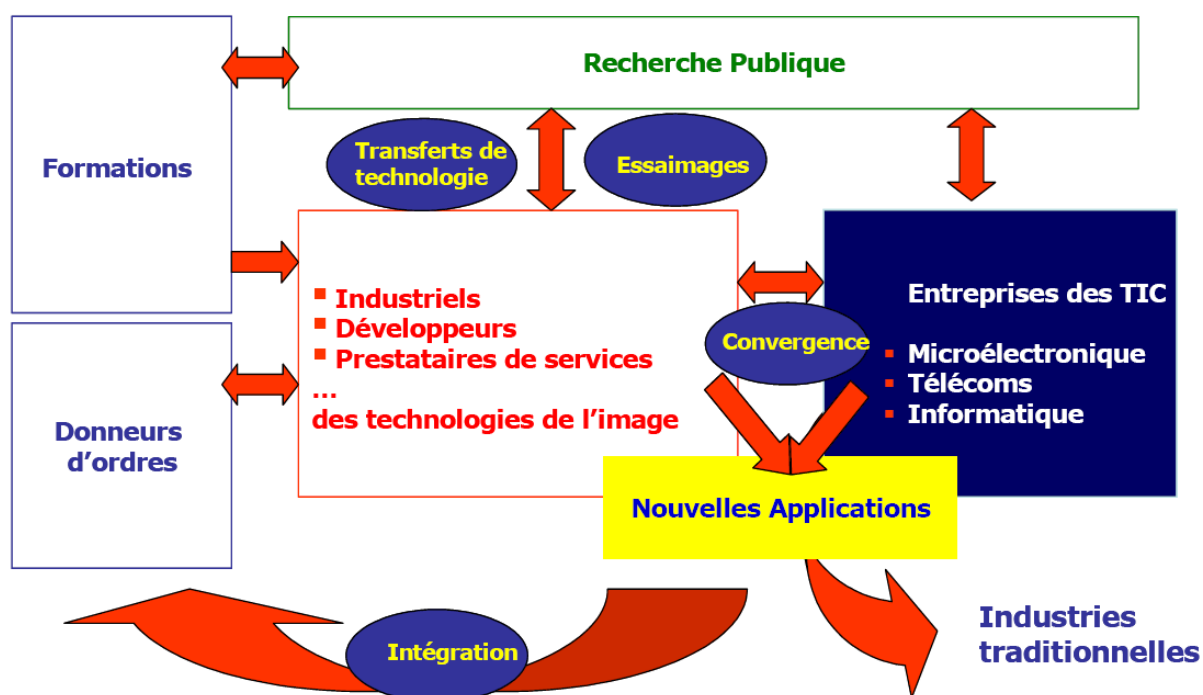 Recherche Publique
Formations
Transferts de
technologie
Essaimages
Industriels
Développeurs
Prestataires de services
...
des technologies de l'image
Convergence
Entreprises des TIC
Microélectronique
Télécoms
Informatique
Donneurs
d'ordres
Nouvelles Applications
Intégration
Industries
traditionnelles